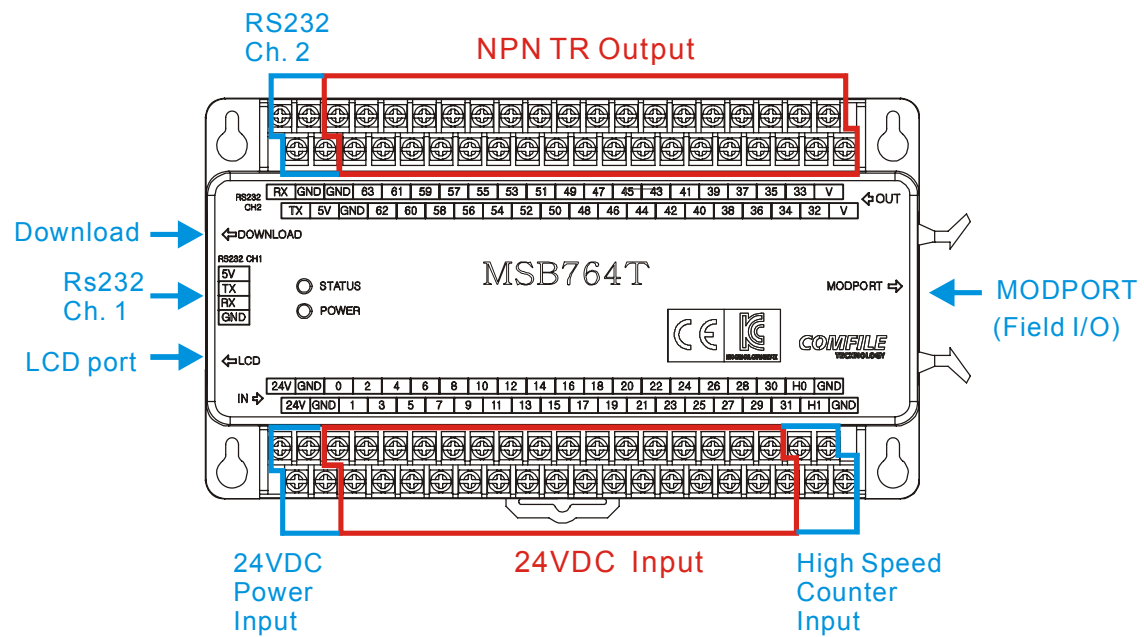 RS232
Ch. 2
NPN TR Output
RS232
CH2
RX GND GND 63 61 59 57 55 53 51 49 47 45 43 41 39 37 35 33 V
TX 5V GND 62 60 58 56 54 52 50 48 46 44 42 40 38 36 34 32 V
OUT
Download
DOWNLOAD
RS232 CH1
5V
TX
RX
GND
Rs232
Ch. 1
STATUS
POWER
MSB764T
MODPORT
MODPORT
(Field I/O)
CE
COMFILE
TECHNOLOGY
LCD port
LCD
IN
24V GND 0 2 4 6 8 10 12 14 16 18 20 22 24 26 28 30 H0 GND
24V GND 1 3 5 7 9 11 13 15 17 19 21 23 25 27 29 31 H1 GND
24VDC
Power
Input
24VDC Input
High Speed
Counter
Input